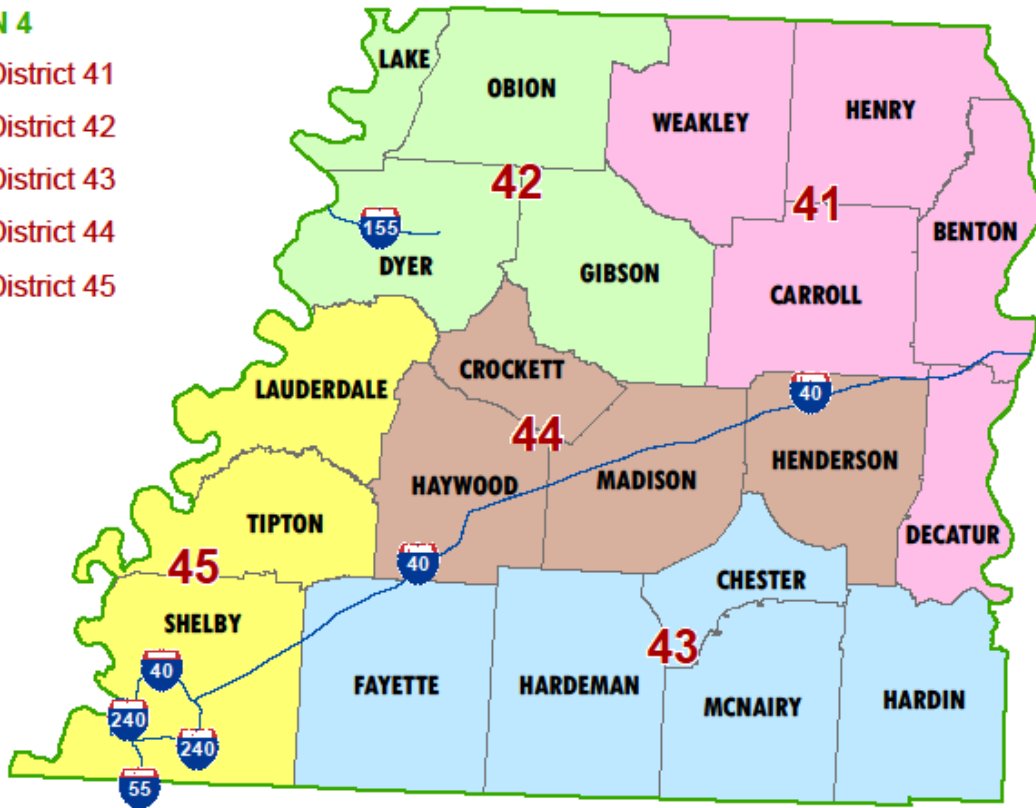 N 4
District 41
District 42
District 43
District 44
District 45
LAKE
OBION
WEAKLEY
HENRY
42
41
155
BENTON
DYER
GIBSON
CARROLL
CROCKETT
LAUDERDALE
40
44
HENDERSON
HAYWOOD
MADISON
TIPTON
DECATUR
40
45
CHESTER
SHELBY
43
40
FAYETTE
HARDEMAN
MCNAIRY
HARDIN
240
240
55